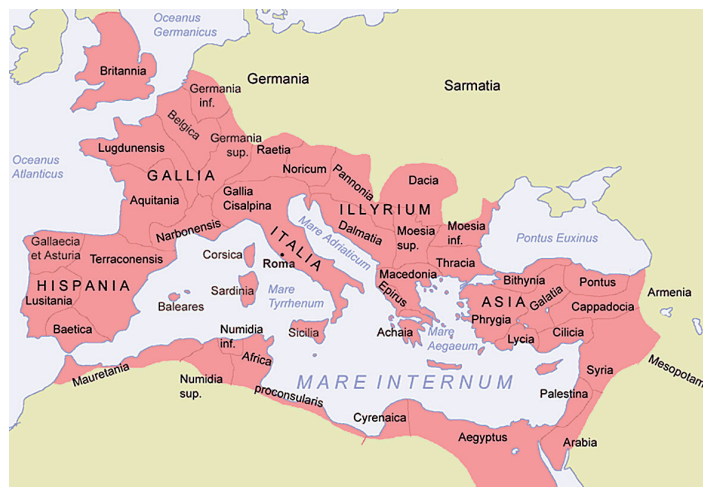 Oceanus
Germanicus
Britannia
Germania
Sarmatia
Germania
inf.
Belgica
Oceanus
Atlanticus
Lugdunensis
Germania
sup.
Raetia
GALLIA
Noricum
Pannonia
Dacia
Aquitania
Gallia
Cisalpina
ILLYRIUM
Narbonensis
Dalmatia
Moesia
sup.
Moesia
inf.
Pontus Euxinus
Gallaecia
et Asturia
Terraconensis
Corsica
ITALIA
Roma
Mare Adriaticum
Thracia
Macedonia
HISPANIA
Lusitania
Baetica
Baleares
Sardinia
Mare
Tyrrhenum
Epirus
Bithynia
Pontus
Armenia
ASIA
Galatia
Cappadocia
Phrygia
Numidia
inf.
Sicilia
Achaia
Mare
Aegaeum
Lycia
Cilicia
Mauretania
Africa
Numidia
sup.
proconsularis
MARE INTERNUM
Syria
Mesopotam
Palestina
Cyrenaica
Aegyptus
Arabia